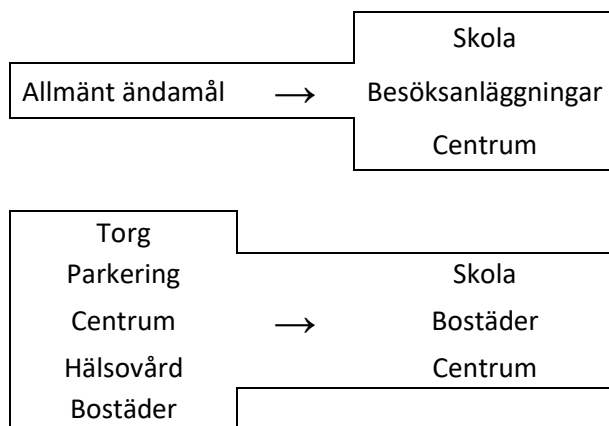 Skola
Allmänt ändamål → Besöksanläggningar
Centrum
Torg
Parkering Skola
Centrum → Bostäder
Hälsovård Centrum
Bostäder